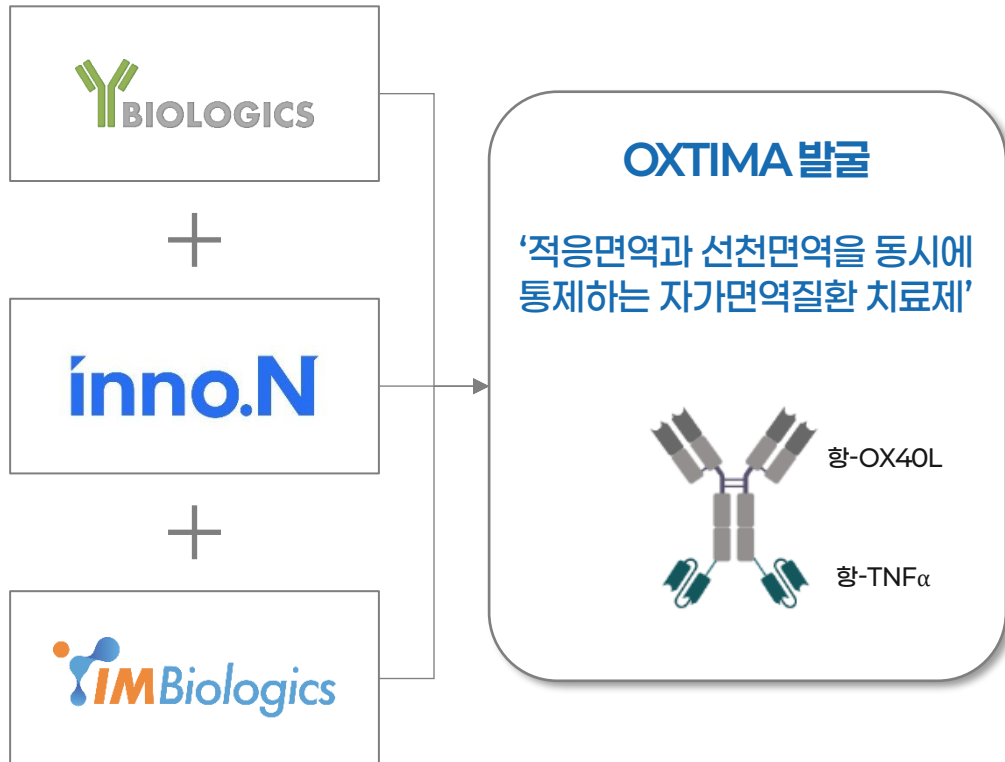 YBIOLOGICS
+
inno.N
+
IMBiologics
OXTIMA 발굴
‘적응면역과 선천면역을 동시에
통제하는 자가면역질환 치료제’
항-OX40L
항-TNFα